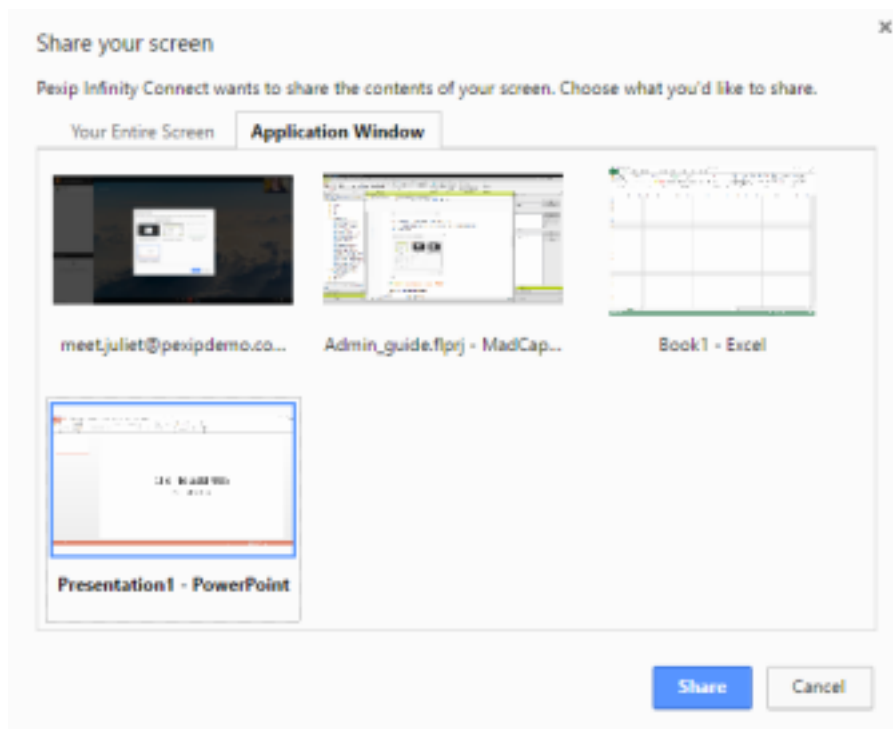 Share your screen
Pexip Infinity Connect wants to share the contents of your screen. Choose what you'd like to share.
Your Entire Screen
Application Window
meet.juliet@pexipdemo.co...
Admin_guide.flprj - MadCap...
Book1 - Excel
Presentation1 - PowerPoint
Share
Cancel